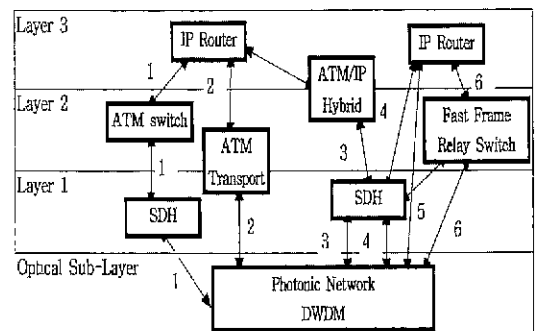 Layer 3
IP Router
IP Router
1
2
ATM/IP
Hybrid
4
6
Layer 2
ATM switch
Fast Frame
Relay Switch
ATM
Transport
3
1
Layer 1
SDH
SDH
5
2
3
4
6
Optical Sub-Layer
1
Photonic Network
DWDM